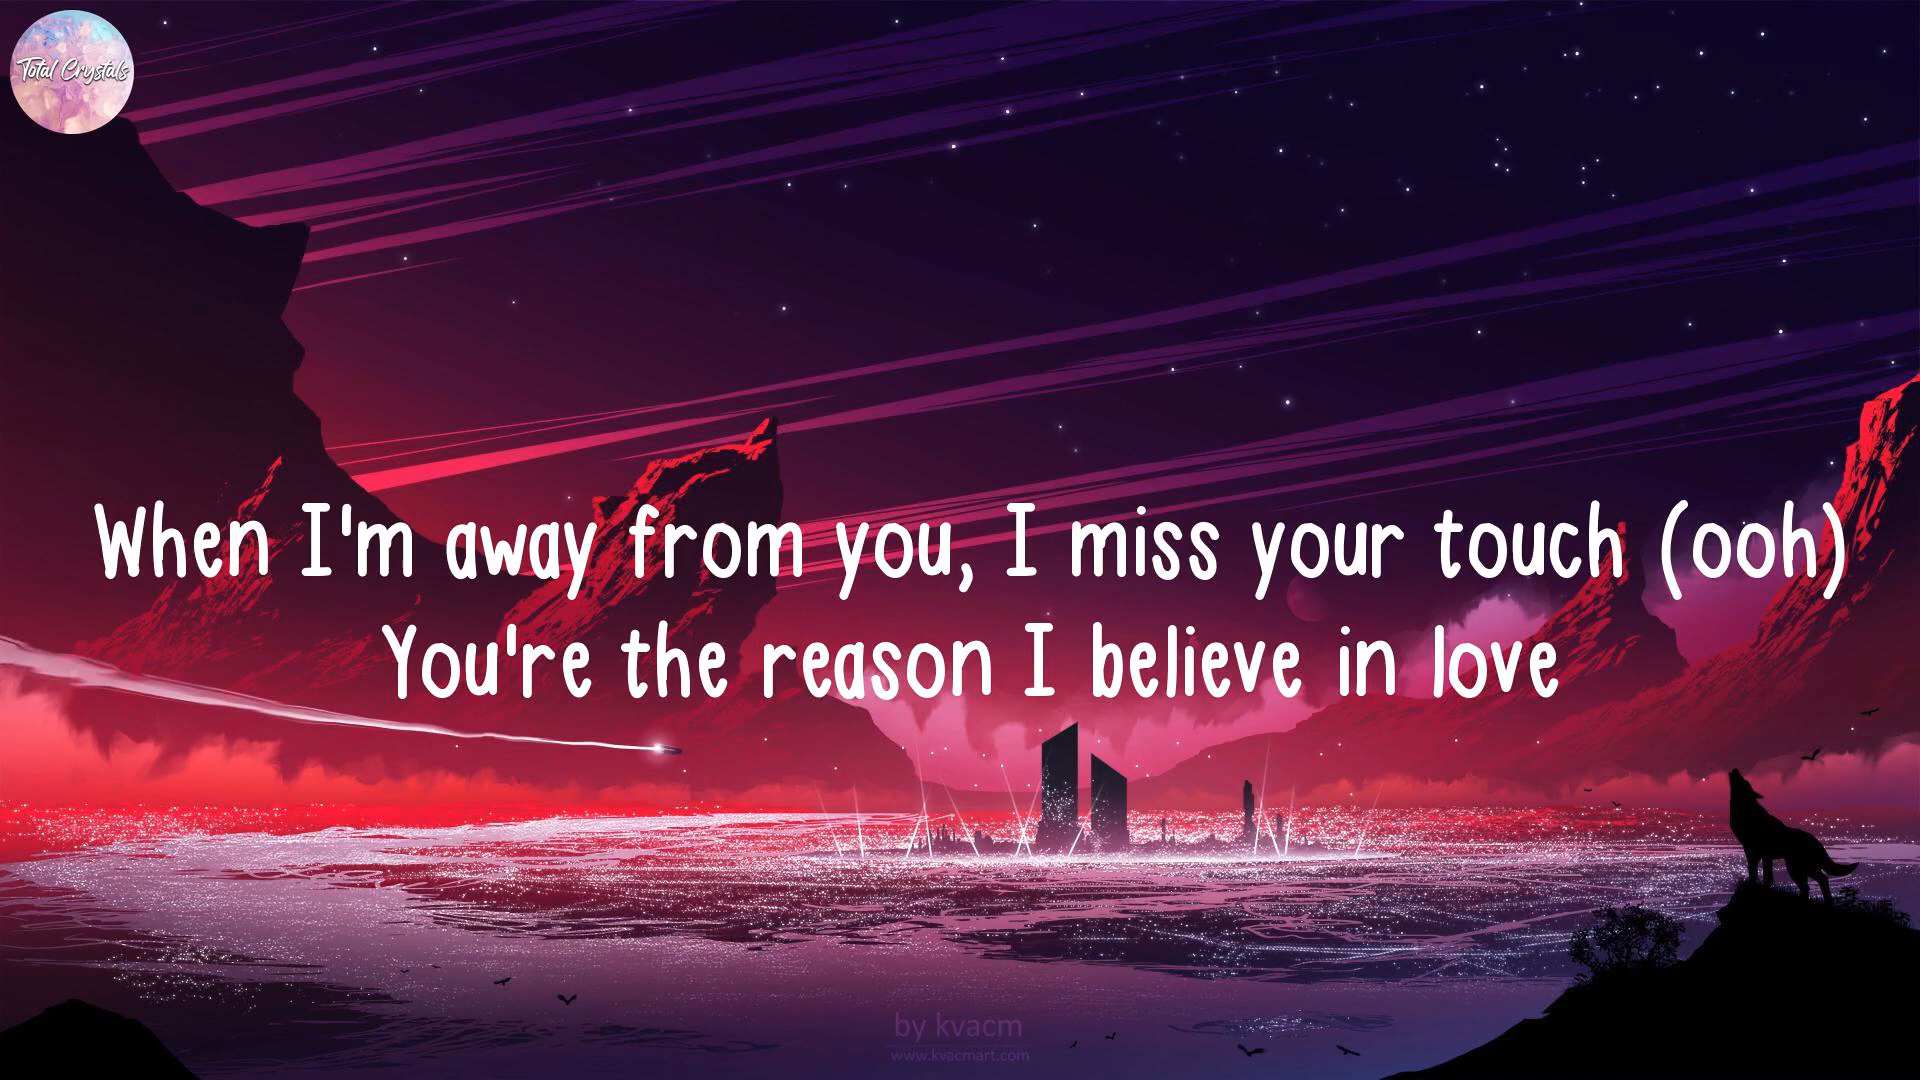 Total Crystals
When I'm away from you, I miss your touch (ooh)
You're the reason I believe in love
by kvacm
www.kvacmart.com